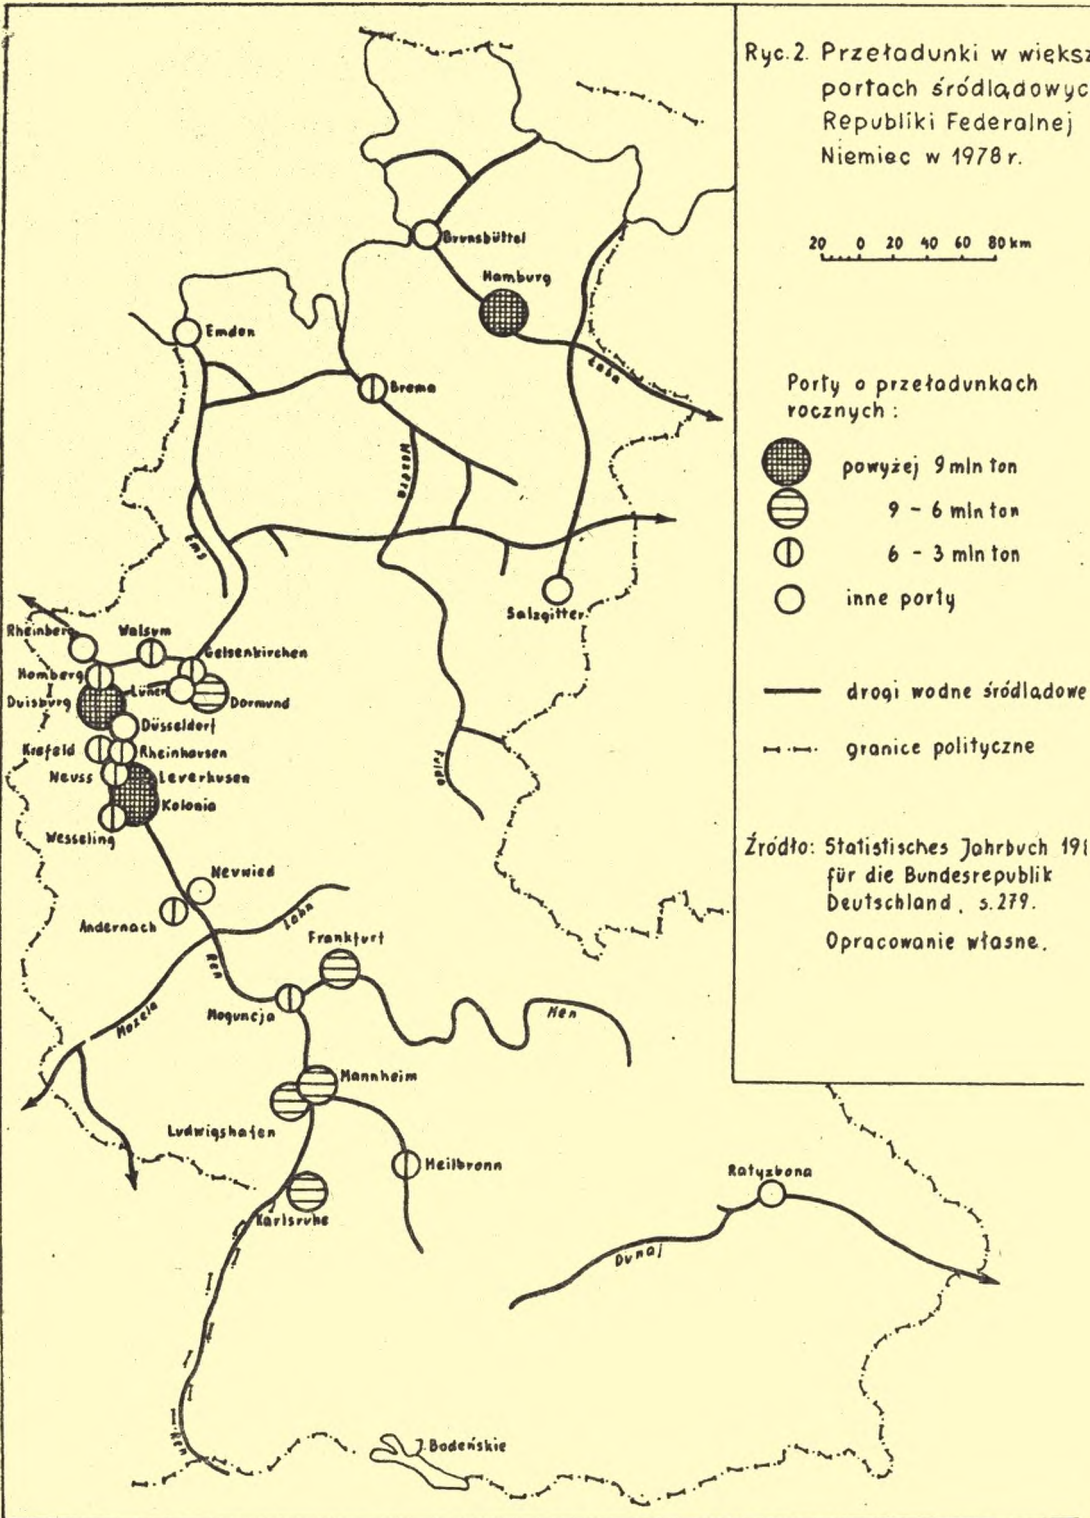 Ryc.2. Przeładunki w większ
portach śródlądowyc
Republiki Federalnej
Niemiec w 1978 r.
20 0 20 40 60 80 km
Porty o przeładunkach
rocznych :
powyżej 9 mln ton
9 - 6 mln ton
6 - 3 mln ton
inne porty
drogi wodne śródlądowe
granice polityczne
Źródło: Statistisches Jahrbuch 19
für die Bundesrepublik
Deutschland, s.279.
Opracowanie własne.
Brunsbüttel
Hamburg
Emden
Brema
Łaba
Wezera
Ems
Salzgitter
Rheinberg
Walsum
Gelsenkirchen
Homberg
Lünen
Duisburg
Dormund
Düsseldorf
Krefeld
Rheinhausen
Neuss
Leverkusen
Kolonia
Wesseling
Fulda
Neuwied
Andernach
Lahn
Ren
Frankfurt
Mozela
Moguncja
Men
Mannheim
Ludwigshafen
Heilbronn
Karlsruhe
Ratyzbona
Dunaj
Ren
J. Bodeńskie